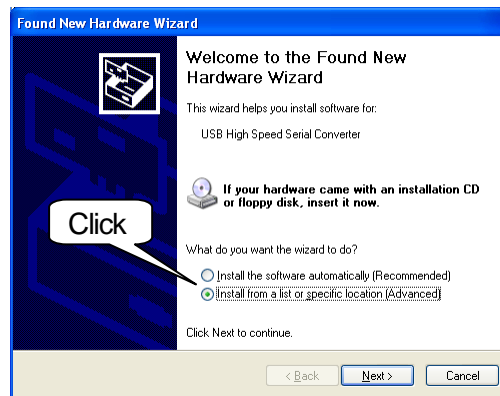 Found New Hardware Wizard
Welcome to the Found New
Hardware Wizard
This wizard helps you install software for:
USB High Speed Serial Converter
If your hardware came with an installation CD
or floppy disk, insert it now.
Click
What do you want the wizard to do?
Install the software automatically (Recommended)
Install from a list or specific location (Advanced)
Click Next to continue.
< Back
Next >
Cancel